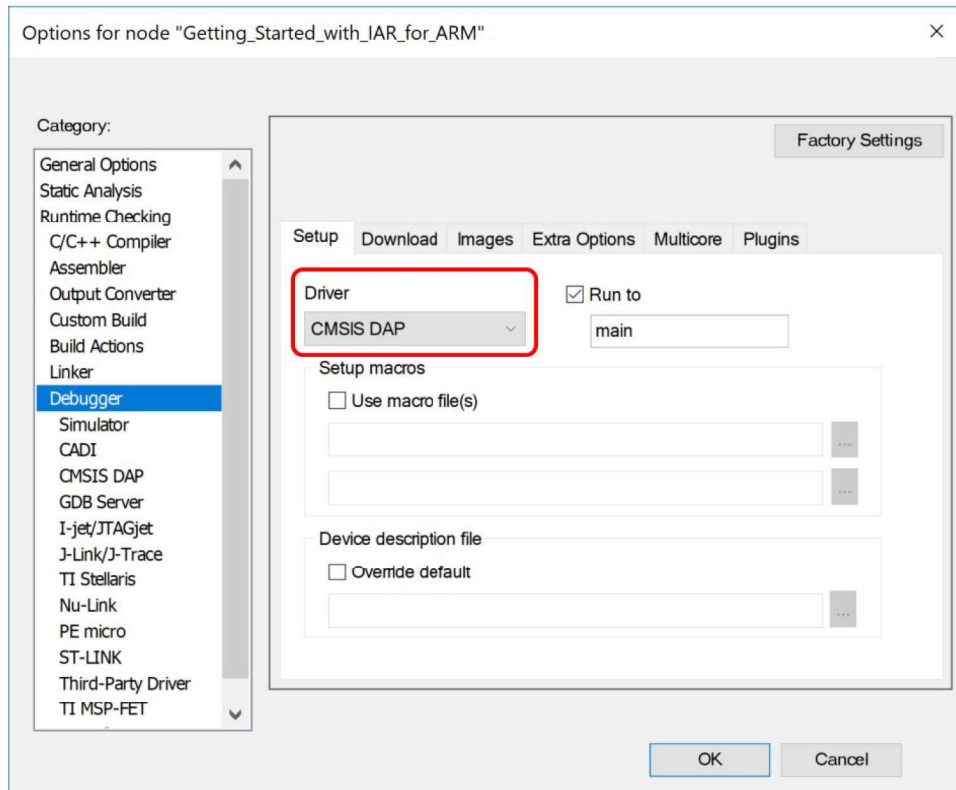 Options for node "Getting_Started_with_IAR_for_ARM"
Category:
Factory Settings
General Options
Static Analysis
Runtime Checking
C/C++ Compiler
Assembler
Output Converter
Custom Build
Build Actions
Linker
Debugger
Simulator
CADI
CMSIS DAP
GDB Server
I-jet/JTAGjet
J-Link/J-Trace
TI Stellaris
Nu-Link
PE micro
ST-LINK
Third-Party Driver
TI MSP-FET
Setup Download Images Extra Options Multicore Plugins
Driver
CMSIS DAP
Run to
main
Setup macros
Use macro file(s)
...
...
Device description file
Override default
...
OK Cancel